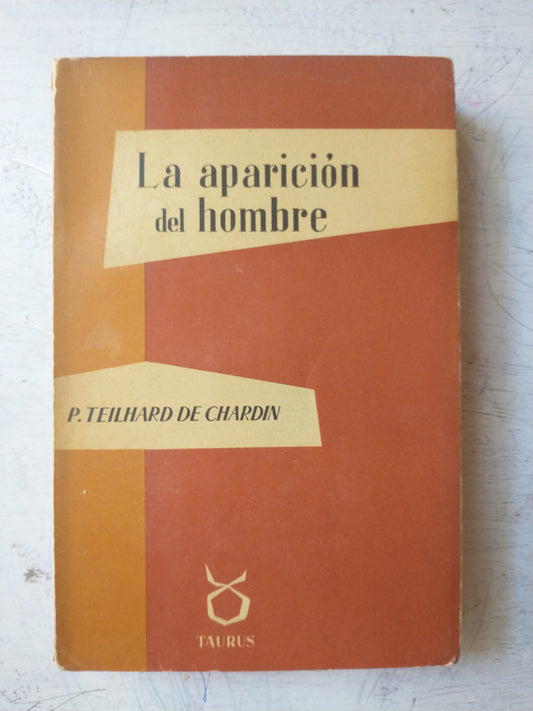 La aparición
del hombre
P. TEILHARD DE CHARDIN
TAURUS